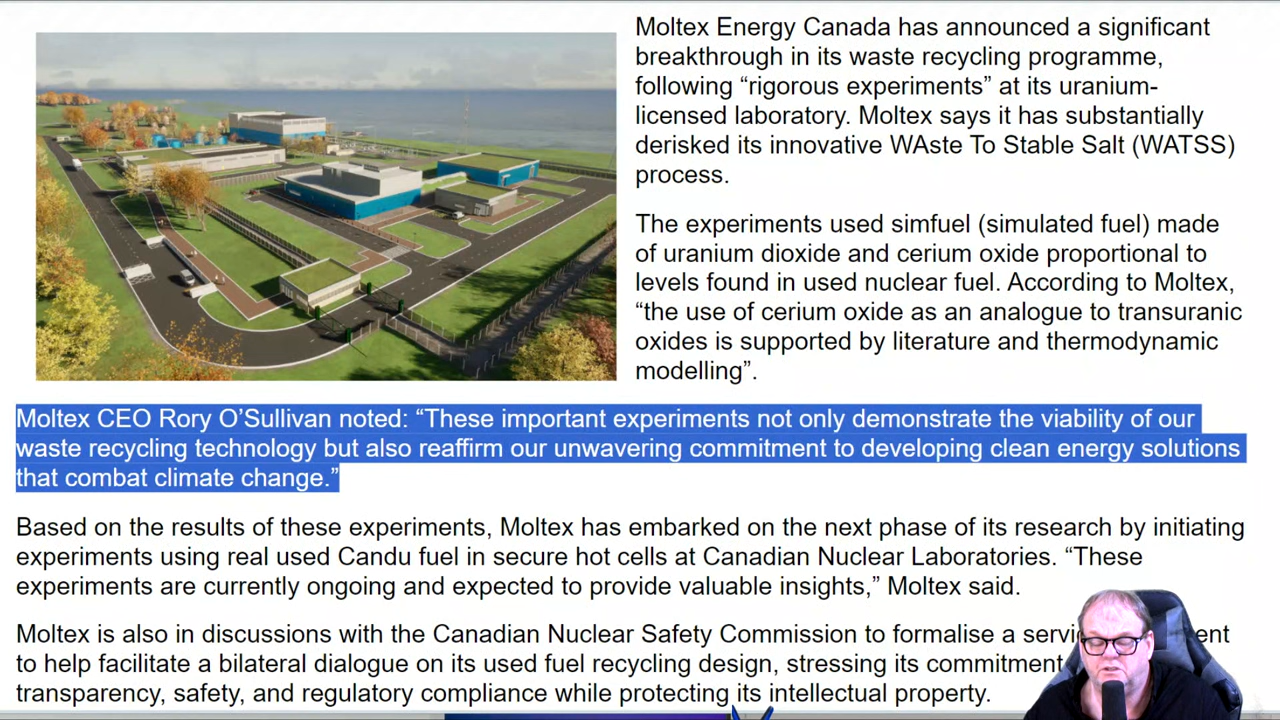 Moltex Energy Canada has announced a significant
breakthrough in its waste recycling programme,
following “rigorous experiments” at its uranium-
licensed laboratory. Moltex says it has substantially
derisked its innovative WAste To Stable Salt (WATSS)
process.
The experiments used simfuel (simulated fuel) made
of uranium dioxide and cerium oxide proportional to
levels found in used nuclear fuel. According to Moltex,
“the use of cerium oxide as an analogue to transuranic
oxides is supported by literature and thermodynamic
modelling”.
Moltex CEO Rory O’Sullivan noted: “These important experiments not only demonstrate the viability of our
waste recycling technology but also reaffirm our unwavering commitment to developing clean energy solutions
that combat climate change.”
Based on the results of these experiments, Moltex has embarked on the next phase of its research by initiating
experiments using real used Candu fuel in secure hot cells at Canadian Nuclear Laboratories. “These
experiments are currently ongoing and expected to provide valuable insights,” Moltex said.
Moltex is also in discussions with the Canadian Nuclear Safety Commission to formalise a
to help facilitate a bilateral dialogue on its used fuel recycling design, stressing its commitment
transparency, safety, and regulatory compliance while protecting its intellectual property.